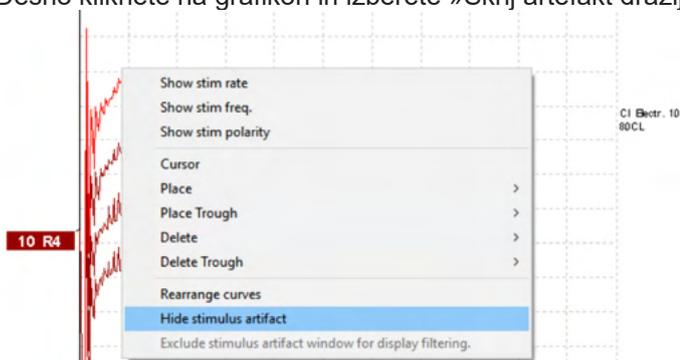 Desno kliknete na grafikon in izberete »Skrij artefakt
Show stim rate
Show stim freq.
Show stim polarity
Cursor
Place
Place Trough
Delete
Delete Trough
Rearrange curves
Hide stimulus artifact
Exclude stimulus artifact window for display filtering.
10 R4
CI Electr. 10
80CL